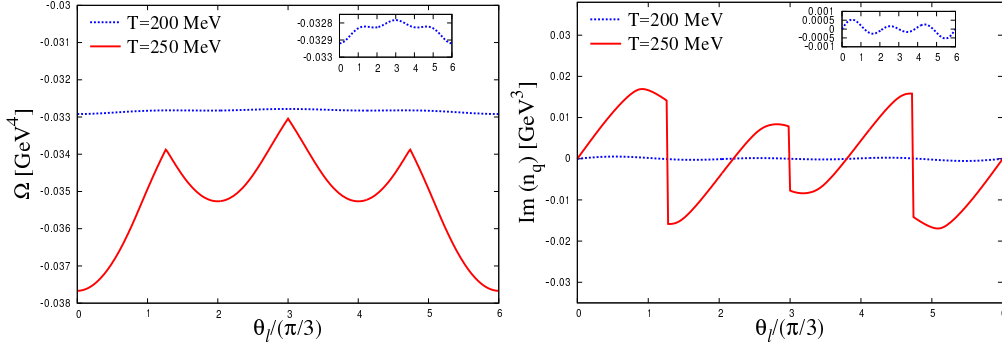 -0.03
-0.031
-0.032
-0.033
-0.034
-0.035
-0.036
-0.037
-0.038
Ω [GeV⁴]
T=200 MeV
T=250 MeV
-0.0328
-0.0329
-0.033
0 1 2 3 4 5 6
0 1 2 3 4 5 6
θₗ/(π/3)
0.03
0.02
0.01
0
-0.01
-0.02
-0.03
Im (n_q) [GeV³]
T=200 MeV
T=250 MeV
0.001
0.0005
0
-0.0005
-0.001
0 1 2 3 4 5 6
0 1 2 3 4 5 6
θₗ/(π/3)